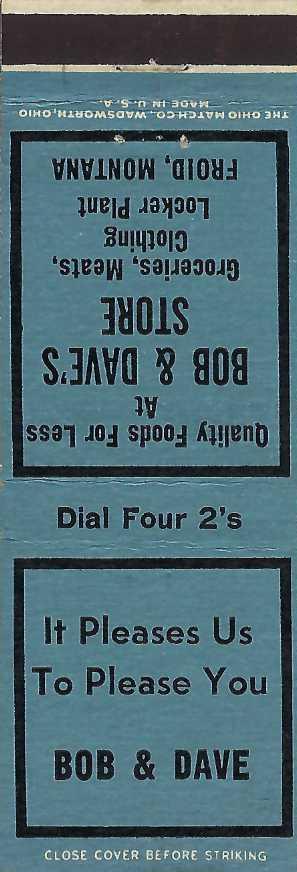 THE OHIO MATCH CO., WADSWORTH, OHIO
MADE IN U. S. A.
Quality Foods For Less
At
BOB & DAVE'S
STORE
Groceries, Meats,
Clothing
Locker Plant
FROID, MONTANA
Dial Four 2's
It Pleases Us
To Please You
BOB & DAVE
CLOSE COVER BEFORE STRIKING